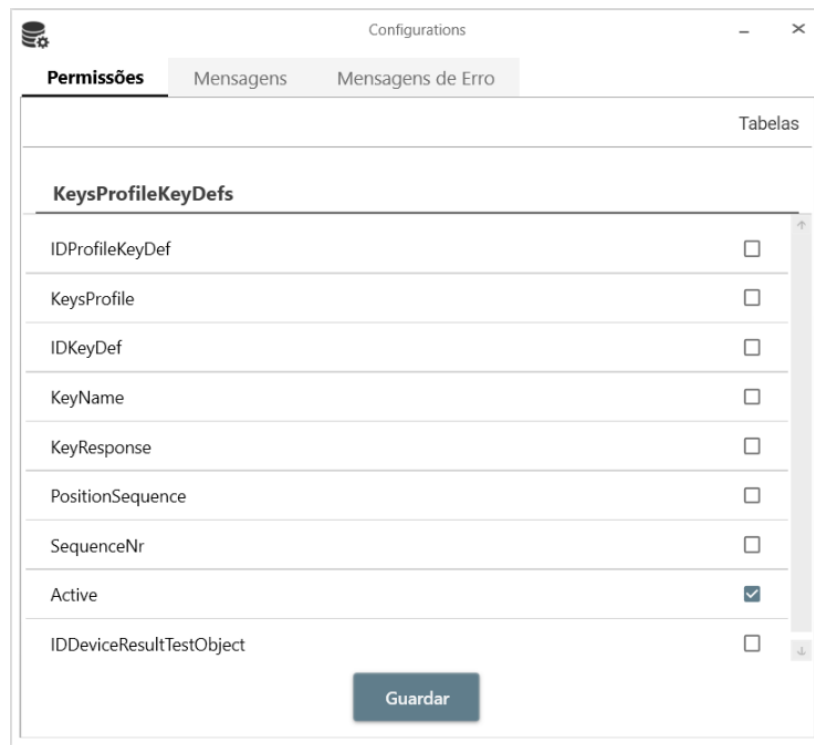 Configurations
Permissões Mensagens Mensagens de Erro
Tabelas
KeysProfileKeyDefs
IDProfileKeyDef
KeysProfile
IDKeyDef
KeyName
KeyResponse
PositionSequence
SequenceNr
Active
IDDeviceResultTestObject
Guardar